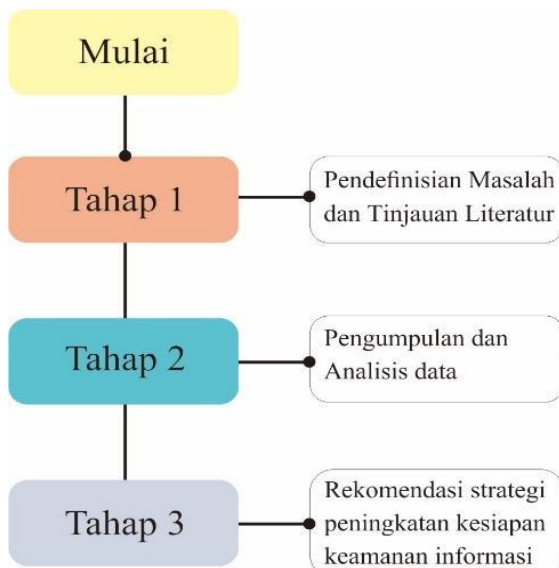 Mulai
Tahap 1
Pendefinisian Masalah
dan Tinjauan Literatur
Tahap 2
Pengumpulan dan
Analisis data
Tahap 3
Rekomendasi strategi
peningkatan kesiapan
keamanan informasi